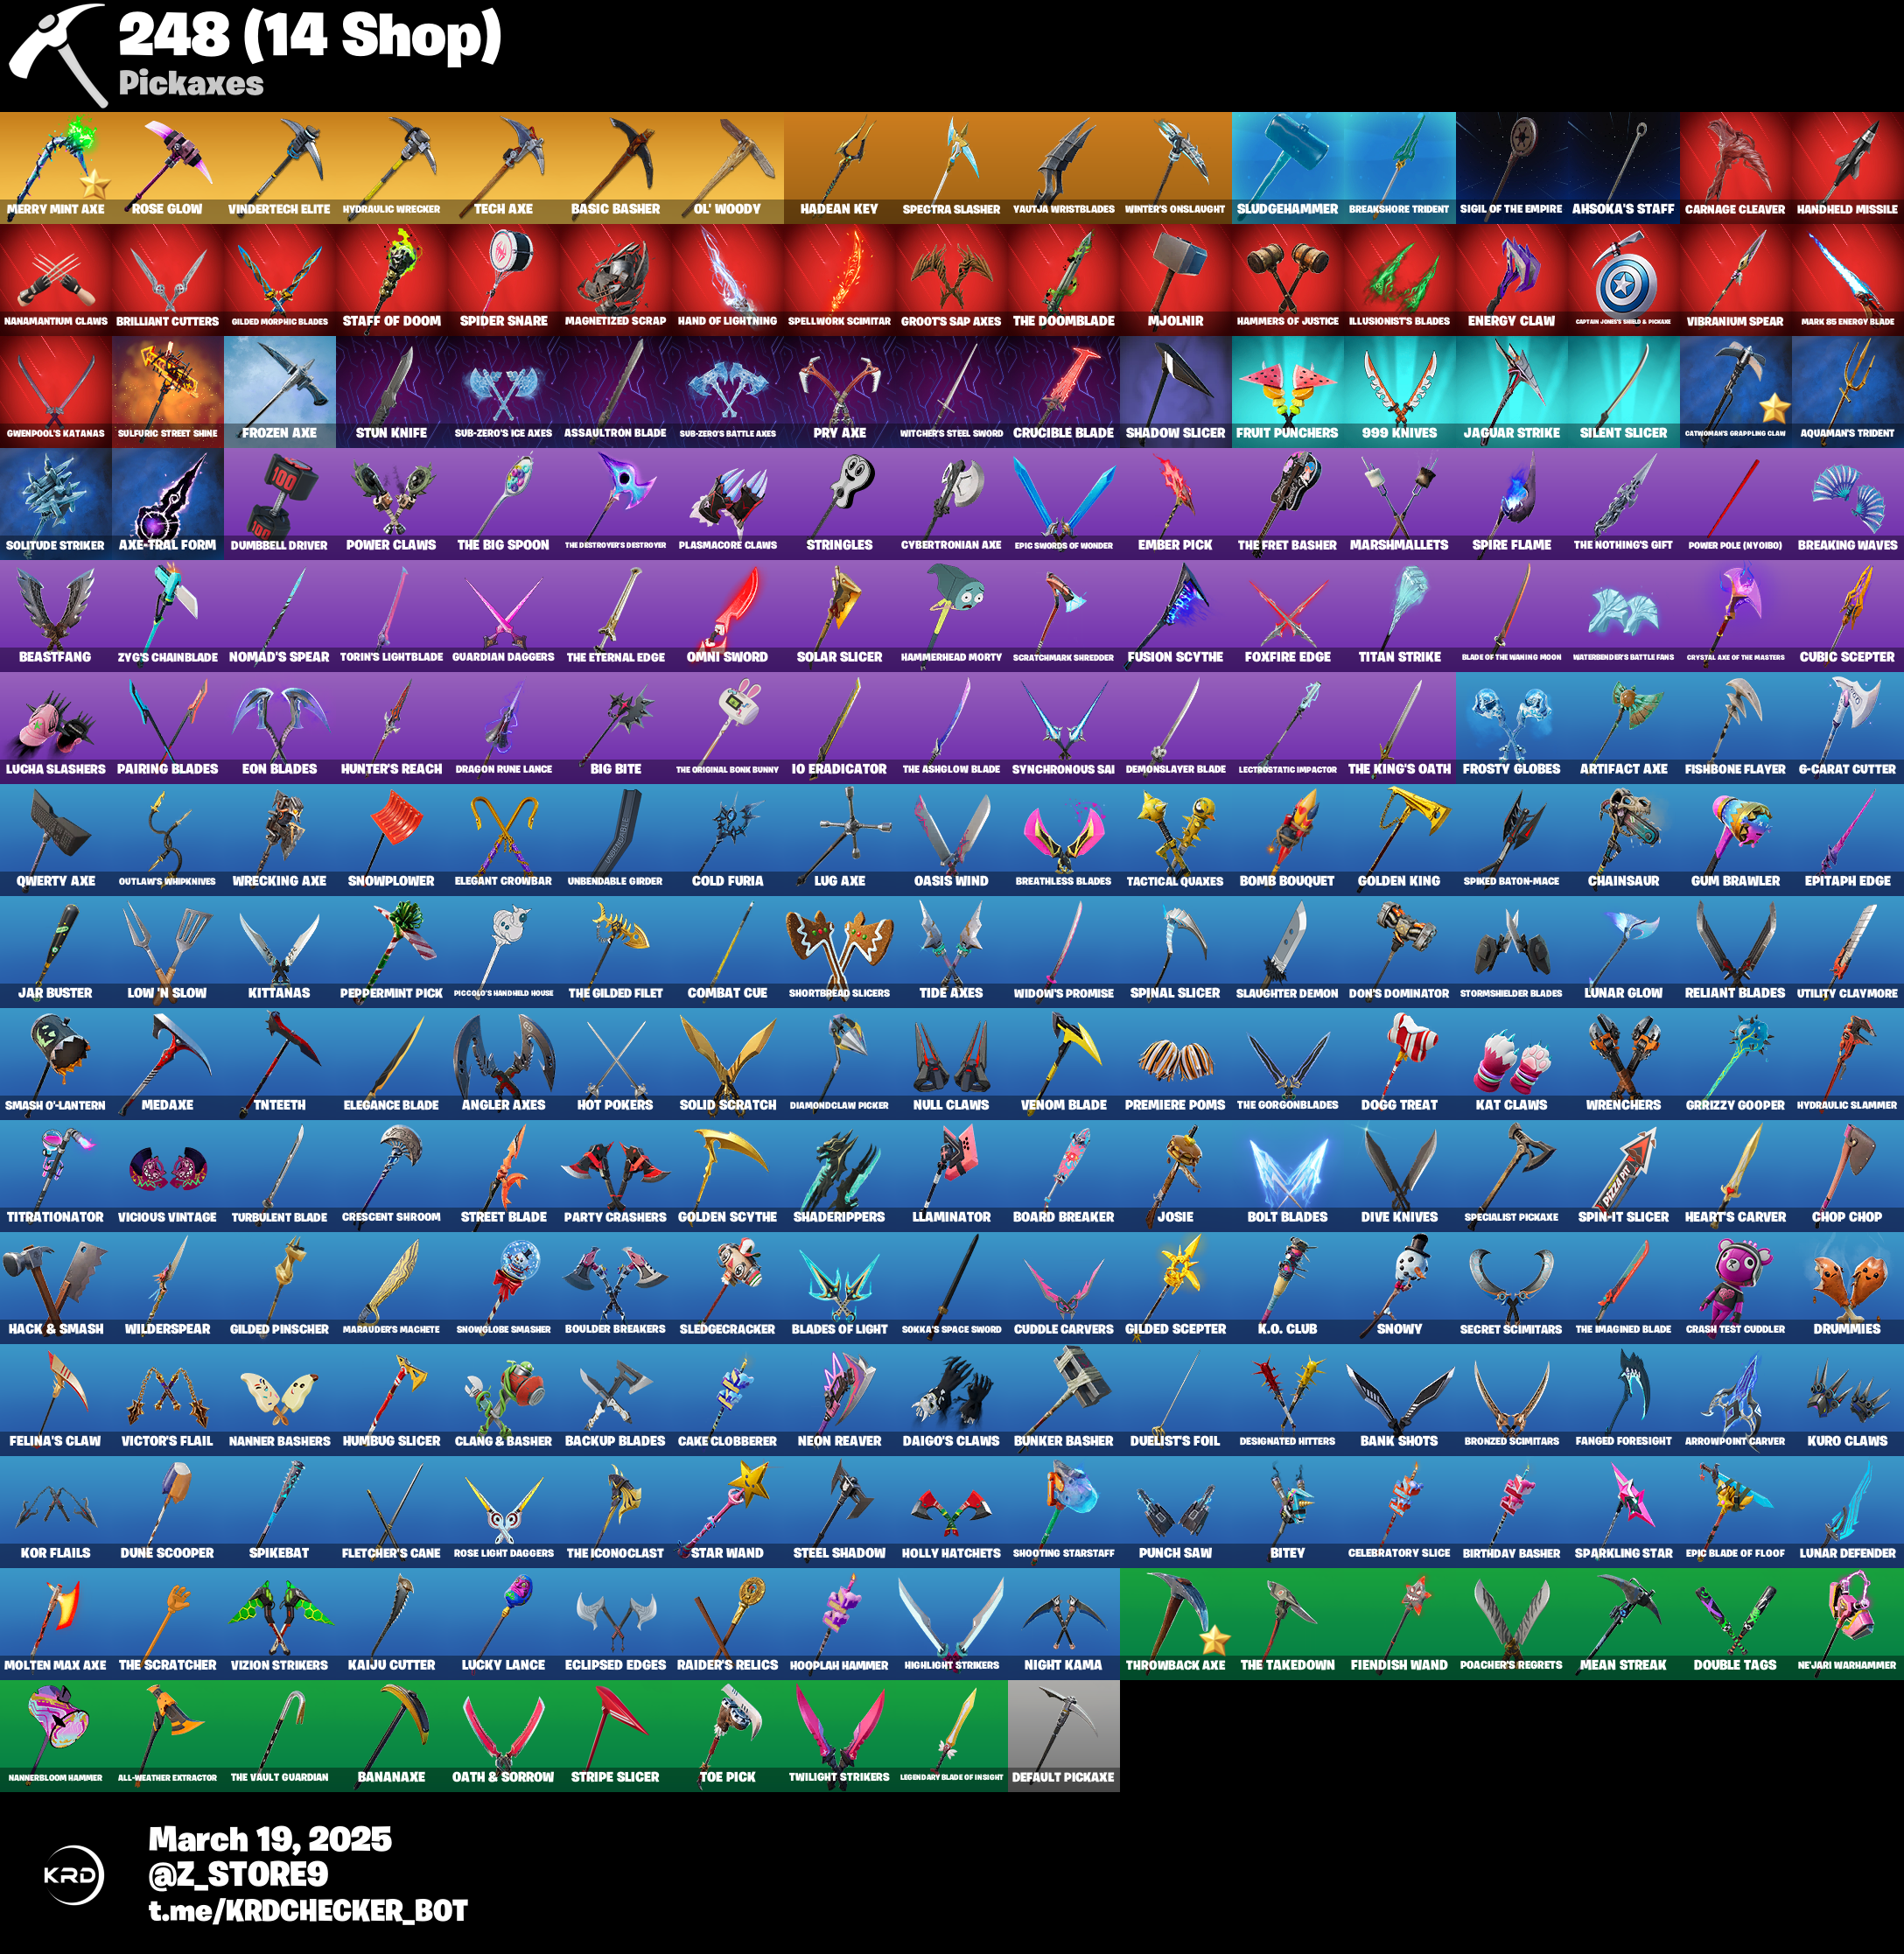 248 (14 Shop)
Pickaxes
MERRY MINT AXE ROSE GLOW VINDERTECH ELITE HYDRAULIC WRECKER TECH AXE BASIC BASHER OL' WOODY HADEAN KEY SPECTRA SLASHER YAUTJA WRISTBLADES WINTER'S ONSLAUGHT SLUDGEHAMMER BREAKSHORE TRIDENT SIGIL OF THE EMPIRE AHSOKA'S STAFF CARNAGE CLEAVER HANDHELD MISSILE
NANAMANTIUM CLAWS BRILLIANT CUTTERS GILDED MORPHIC BLADES STAFF OF DOOM SPIDER SNARE MAGNETIZED SCRAP HAND OF LIGHTNING SPELLWORK SCIMITAR GROOT'S SAP AXES THE DOOMBLADE MJOLNIR HAMMERS OF JUSTICE ILLUSIONIST'S BLADES ENERGY CLAW CAPTAIN JONES'S SHIELD & PICKAXE VIBRANIUM SPEAR MARK 85 ENERGY BLADE
GWENPOOL'S KATANAS SULFURIC STREET SHINE FROZEN AXE STUN KNIFE SUB-ZERO'S ICE AXES ASSAULTRON BLADE SUB-ZERO'S BATTLE AXES PRY AXE WITCHER'S STEEL SWORD CRUCIBLE BLADE SHADOW SLICER FRUIT PUNCHERS 999 KNIVES JAGUAR STRIKE SILENT SLICER CATWOMAN'S GRAPPLING CLAW AQUAMAN'S TRIDENT
100
100
SOLITUDE STRIKER AXE-TRAL FORM DUMBBELL DRIVER POWER CLAWS THE BIG SPOON THE DESTROYER'S DESTROYER PLASMACORE CLAWS STRINGLES CYBERTRONIAN AXE EPIC SWORDS OF WONDER EMBER PICK THE FRET BASHER MARSHMALLETS SPIRE FLAME THE NOTHING'S GIFT POWER POLE (NYOIBO) BREAKING WAVES
BEASTFANG ZYG'S CHAINBLADE NOMAD'S SPEAR TORIN'S LIGHTBLADE GUARDIAN DAGGERS THE ETERNAL EDGE OMNI SWORD SOLAR SLICER HAMMERHEAD MORTY SCRATCHMARK SHREDDER FUSION SCYTHE FOXFIRE EDGE TITAN STRIKE BLADE OF THE WANING MOON WATERBENDER'S BATTLE FANS CRYSTAL AXE OF THE MASTERS CUBIC SCEPTER
LUCHA SLASHERS PAIRING BLADES EON BLADES HUNTER'S REACH DRAGON RUNE LANCE BIG BITE THE ORIGINAL BONK BUNNY IO ERADICATOR THE ASHGLOW BLADE SYNCHRONOUS SAI DEMONSLAYER BLADE LECTROSTATIC IMPACTOR THE KING'S OATH FROSTY GLOBES ARTIFACT AXE FISHBONE FLAYER 6-CARAT CUTTER
QWERTY AXE OUTLAW'S WHIPKNIVES WRECKING AXE SNOWPLOWER ELEGANT CROWBAR UNBENDABLE GIRDER COLD FURIA LUG AXE OASIS WIND BREATHLESS BLADES TACTICAL QUAXES BOMB BOUQUET GOLDEN KING SPIKED BATON-MACE CHAINSAUR GUM BRAWLER EPITAPH EDGE
JAR BUSTER LOW 'N SLOW KITTANAS PEPPERMINT PICK PICCOLO'S HANDHELD HOUSE THE GILDED FILET COMBAT CUE SHORTBREAD SLICERS TIDE AXES WIDOW'S PROMISE SPINAL SLICER SLAUGHTER DEMON DON'S DOMINATOR STORMSHIELDER BLADES LUNAR GLOW RELIANT BLADES UTILITY CLAYMORE
SMASH O'-LANTERN MEDAXE TNTEETH ELEGANCE BLADE ANGLER AXES HOT POKERS SOLID SCRATCH DIAMONDCLAW PICKER NULL CLAWS VENOM BLADE PREMIERE POMS THE GORGONBLADES DOGG TREAT KAT CLAWS WRENCHERS GRRIZZY GOOPER HYDRAULIC SLAMMER
PIZZA PIT
TITRATIONATOR VICIOUS VINTAGE TURBULENT BLADE CRESCENT SHROOM STREET BLADE PARTY CRASHERS GOLDEN SCYTHE SHADERIPPERS LLAMINATOR BOARD BREAKER JOSIE BOLT BLADES DIVE KNIVES SPECIALIST PICKAXE SPIN-IT SLICER HEART'S CARVER CHOP CHOP
HACK & SMASH WILDERSPEAR GILDED PINSCHER MARAUDER'S MACHETE SNOWGLOBE SMASHER BOULDER BREAKERS SLEDGECRACKER BLADES OF LIGHT SOKKA'S SPACE SWORD CUDDLE CARVERS GILDED SCEPTER K.O. CLUB SNOWY SECRET SCIMITARS THE IMAGINED BLADE CRASH TEST CUDDLER DRUMMIES
FELINA'S CLAW VICTOR'S FLAIL NANNER BASHERS HUMBUG SLICER CLANG & BASHER BACKUP BLADES CAKE CLOBBERER NEON REAVER DAIGO'S CLAWS BUNKER BASHER DUELIST'S FOIL DESIGNATED HITTERS BANK SHOTS BRONZED SCIMITARS FANGED FORESIGHT ARROWPOINT CARVER KURO CLAWS
KOR FLAILS DUNE SCOOPER SPIKEBAT FLETCHER'S CANE ROSE LIGHT DAGGERS THE ICONOCLAST STAR WAND STEEL SHADOW HOLLY HATCHETS SHOOTING STARSTAFF PUNCH SAW BITEY CELEBRATORY SLICE BIRTHDAY BASHER SPARKLING STAR EPIC BLADE OF FLOOF LUNAR DEFENDER
MOLTEN MAX AXE THE SCRATCHER VIZION STRIKERS KAIJU CUTTER LUCKY LANCE ECLIPSED EDGES RAIDER'S RELICS HOOPLAH HAMMER HIGHLIGHT STRIKERS NIGHT KAMA THROWBACK AXE THE TAKEDOWN FIENDISH WAND POACHER'S REGRETS MEAN STREAK DOUBLE TAGS NE'JARI WARHAMMER
NANNERBLOOM HAMMER ALL-WEATHER EXTRACTOR THE VAULT GUARDIAN BANANAXE OATH & SORROW STRIPE SLICER TOE PICK TWILIGHT STRIKERS LEGENDARY BLADE OF INSIGHT DEFAULT PICKAXE
March 19, 2025
KRD
@Z_STORE9
t.me/KRDCHECKER_BOT